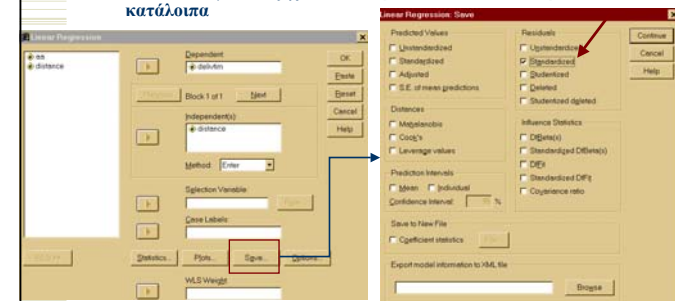 κατάλοιπα
Linear Regression
aa
distance
Dependent
delivtm
Block 1 of 1
Next
Independent(s)
distance
Method:
Enter
Selection Variable:
Case Labels:
Statistics...
Plots...
Save...
Options...
WLS Weight
OK
Paste
Reset
Cancel
Help
Linear Regression: Save
Predicted Values
Unstandardized
Standardized
Adjusted
S.E. of mean predictions
Distances
Mahalanobis
Cook's
Leverage values
Prediction Intervals
Mean
Individual
Confidence Interval:
%
Save to New File
Coefficient statistics
Export model information to XML file
Browse
Residuals
Unstandardized
Standardized
Studentized
Deleted
Studentized deleted
Influence Statistics
DfBeta(s)
Standardized DfBeta(s)
DfFit
Standardized DfFit
Covariance ratio
Continue
Cancel
Help